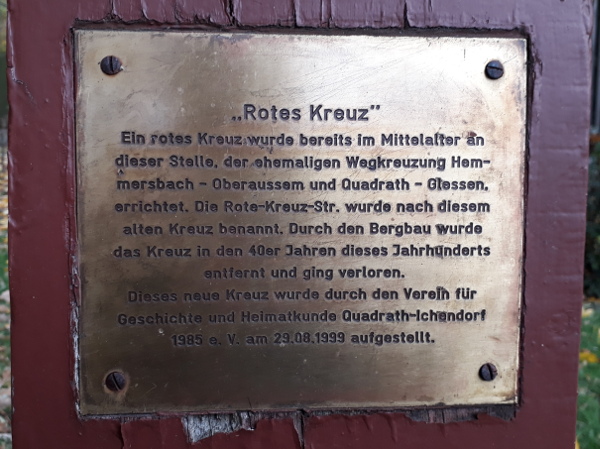 „Rotes Kreuz”
Ein rotes Kreuz wurde bereits im Mittelalter an
dieser Stelle, der ehemaligen Wegkreuzung Hem-
mersbach - Oberaussem und Quadrath - Glessen,
errichtet. Die Rote-Kreuz-Str. wurde nach diesem
alten Kreuz benannt. Durch den Bergbau wurde
das Kreuz in den 40er Jahren dieses Jahrhunderts
entfernt und ging verloren.
Dieses neue Kreuz wurde durch den Verein für
Geschichte und Heimatkunde Quadrath-Ichendorf
1985 e. V. am 29.08.1999 aufgestellt.